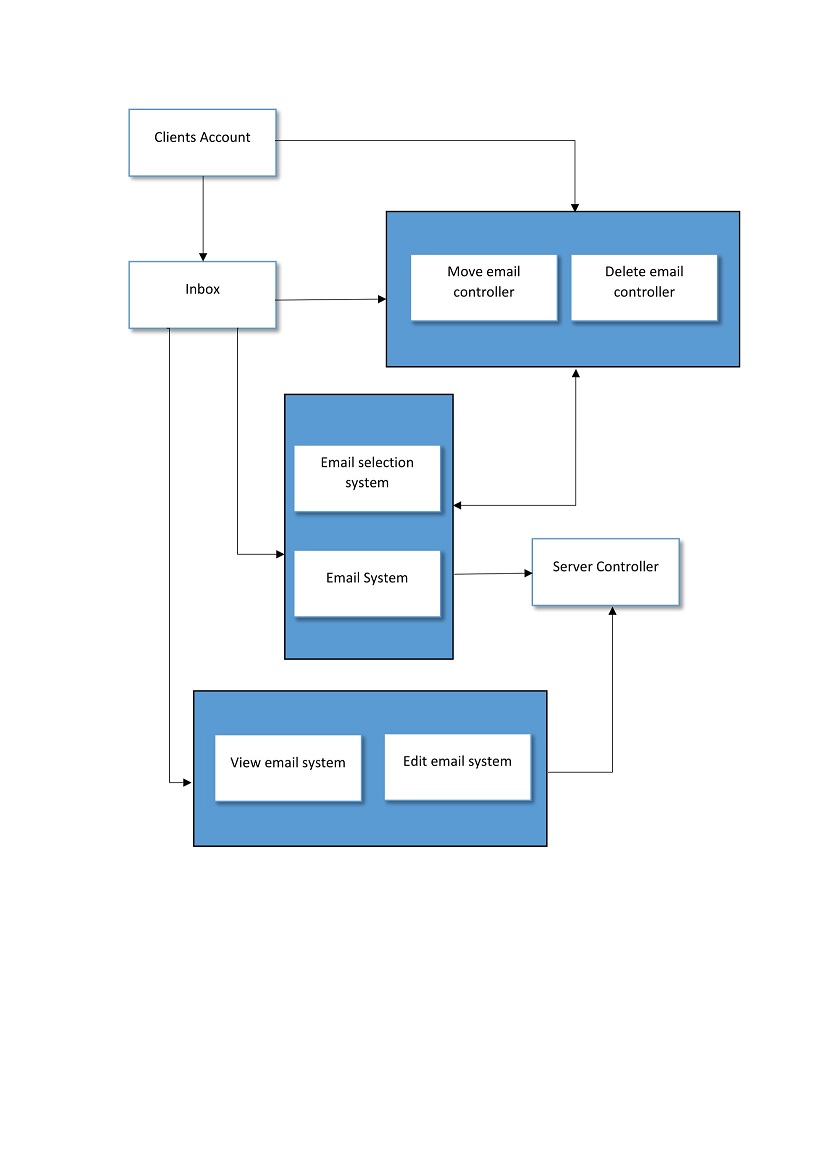 Clients Account
Inbox
Move email
controller
Delete email
controller
Email selection
system
Email System
Server Controller
View email system
Edit email system